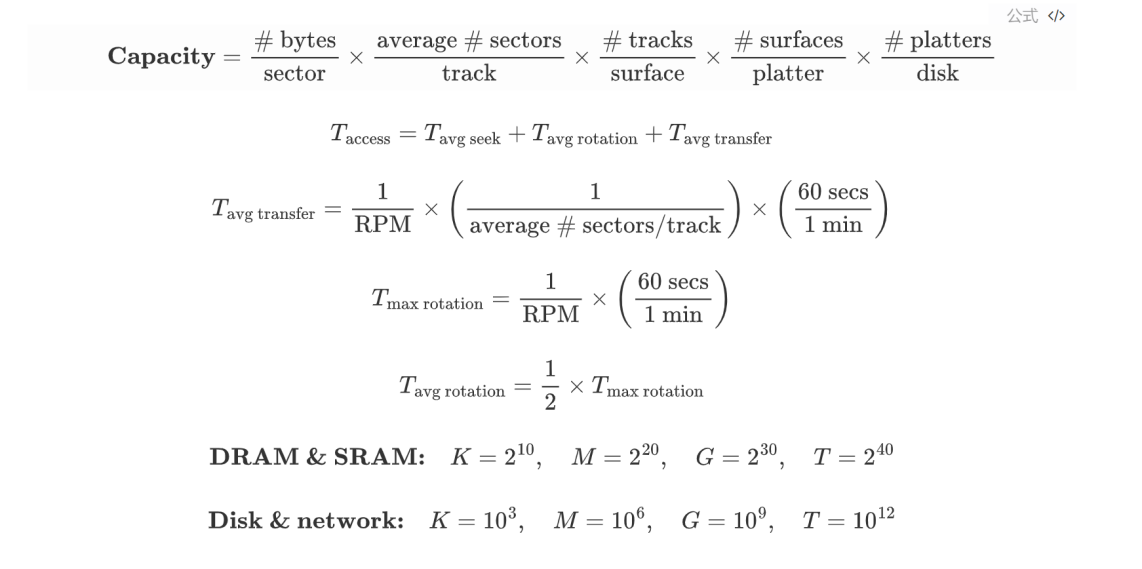 公式 </>
Capacity = # bytes/sector × average # sectors/track × # tracks/surface × # surfaces/platter × # platters/disk
T_access = T_avg seek + T_avg rotation + T_avg transfer
T_avg transfer = 1/RPM × (1/average # sectors/track) × (60 secs/1 min)
T_max rotation = 1/RPM × (60 secs/1 min)
T_avg rotation = 1/2 × T_max rotation
DRAM & SRAM: K = 2^10, M = 2^20, G = 2^30, T = 2^40
Disk & network: K = 10^3, M = 10^6, G = 10^9, T = 10^12